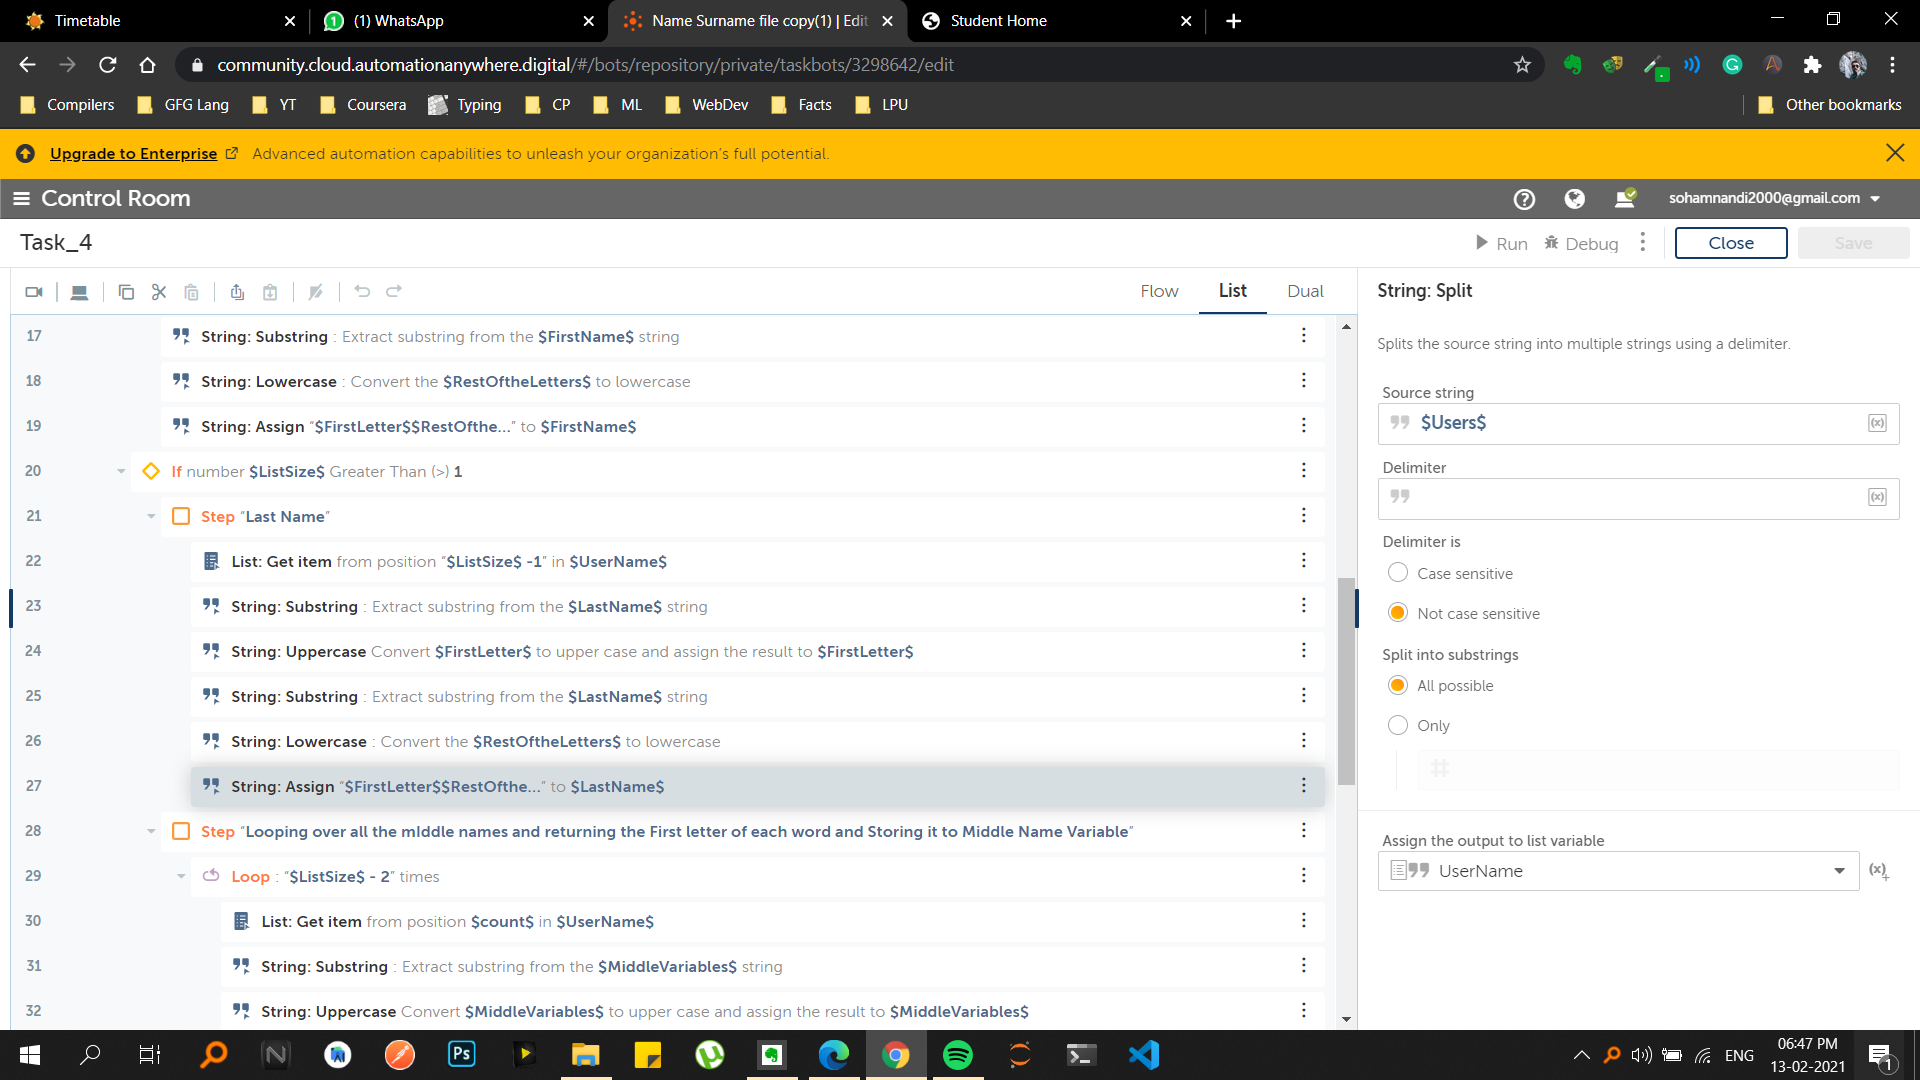 Timetable
(1) WhatsApp
Name Surname file copy(1) | Edit
Student Home
community.cloud.automationanywhere.digital/#/bots/repository/private/taskbots/3298642/edit
Compilers GFG Lang YT Coursera Typing CP ML WebDev Facts LPU Other bookmarks
Upgrade to Enterprise Advanced automation capabilities to unleash your organization's full potential.
Control Room
sohamnandi2000@gmail.com
Task_4
Run Debug Close Save
Flow List Dual
17 String: Substring : Extract substring from the $FirstName$ string
18 String: Lowercase : Convert the $RestOftheLetters$ to lowercase
19 String: Assign “$FirstLetter$$RestOfthe...” to $FirstName$
20 If number $ListSize$ Greater Than (>) 1
21 Step “Last Name”
22 List: Get item from position “$ListSize$ -1” in $UserName$
23 String: Substring : Extract substring from the $LastName$ string
24 String: Uppercase Convert $FirstLetter$ to upper case and assign the result to $FirstLetter$
25 String: Substring : Extract substring from the $LastName$ string
26 String: Lowercase : Convert the $RestOftheLetters$ to lowercase
27 String: Assign “$FirstLetter$$RestOfthe...” to $LastName$
28 Step “Looping over all the mIddle names and returning the First letter of each word and Storing it to Middle Name Variable”
29 Loop : “$ListSize$ - 2” times
30 List: Get item from position $count$ in $UserName$
31 String: Substring : Extract substring from the $MiddleVariables$ string
32 String: Uppercase Convert $MiddleVariables$ to upper case and assign the result to $MiddleVariables$
String: Split
Splits the source string into multiple strings using a delimiter.
Source string
$Users$
(x)
Delimiter
(x)
Delimiter is
Case sensitive
Not case sensitive
Split into substrings
All possible
Only
#
Assign the output to list variable
UserName
(x)+
Ps
ENG
06:47 PM
13-02-2021
1